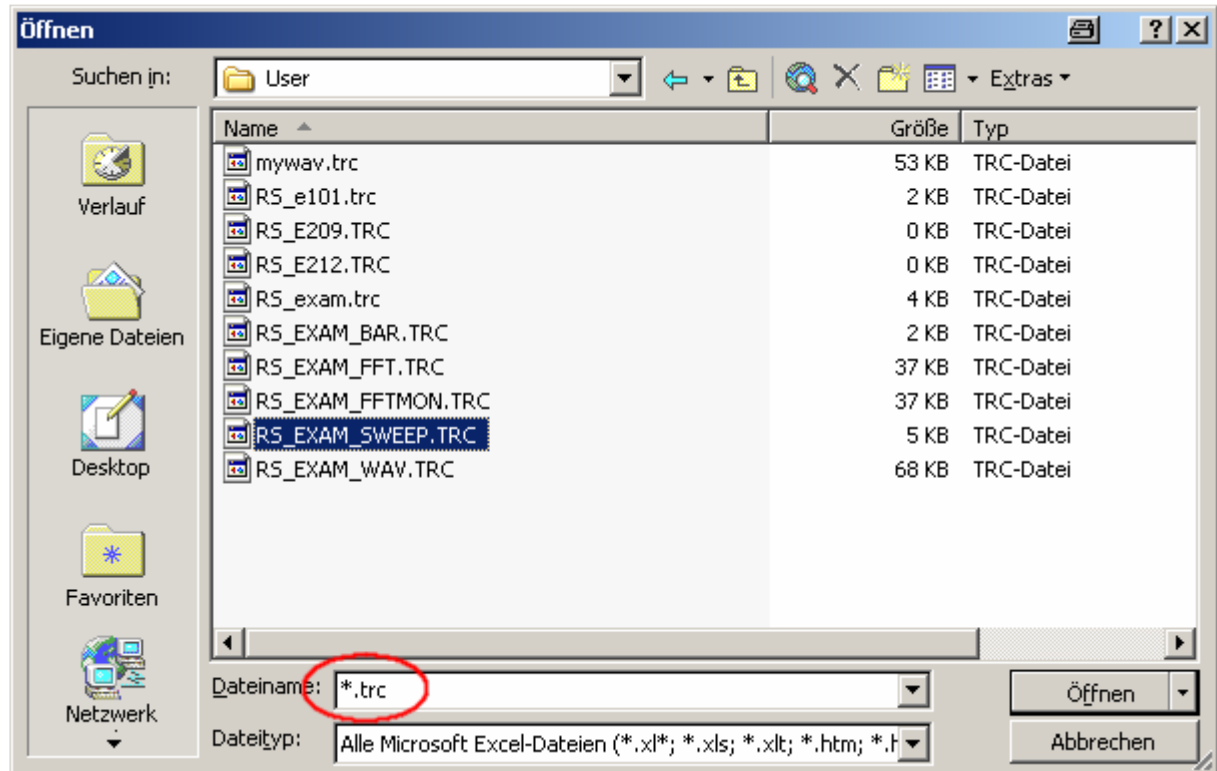 Öffnen
Suchen in: User Extras
Name Größe Typ
mywav.trc 53 KB TRC-Datei
RS_e101.trc 2 KB TRC-Datei
RS_E209.TRC 0 KB TRC-Datei
RS_E212.TRC 0 KB TRC-Datei
RS_exam.trc 4 KB TRC-Datei
RS_EXAM_BAR.TRC 2 KB TRC-Datei
RS_EXAM_FFT.TRC 37 KB TRC-Datei
RS_EXAM_FFTMON.TRC 37 KB TRC-Datei
RS_EXAM_SWEEP.TRC 5 KB TRC-Datei
RS_EXAM_WAV.TRC 68 KB TRC-Datei
Verlauf
Eigene Dateien
Desktop
Favoriten
Netzwerk
Dateiname: *.trc Öffnen
Dateityp: Alle Microsoft Excel-Dateien (*.xl*; *.xls; *.xlt; *.htm; *.h Abbrechen